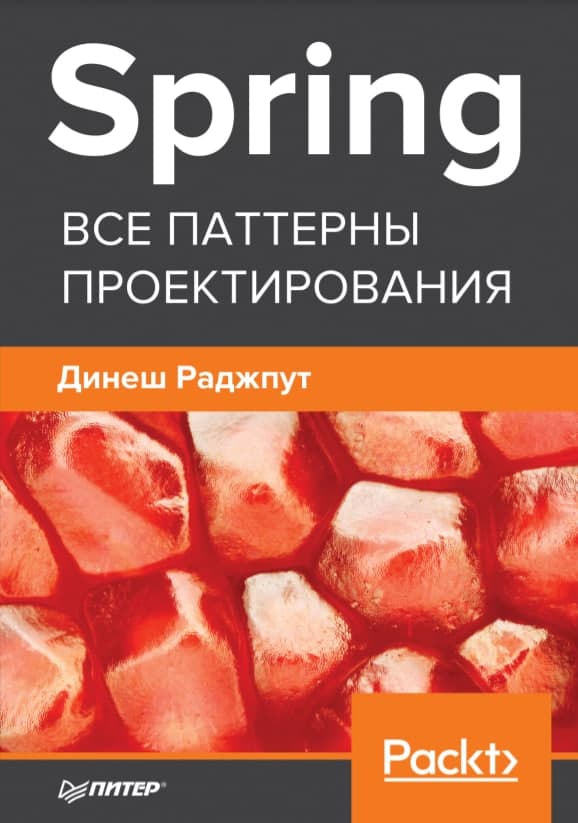 Spring
ВСЕ ПАТТЕРНЫ
ПРОЕКТИРОВАНИЯ
Динеш Раджпут
Packt>
ПИТЕР®